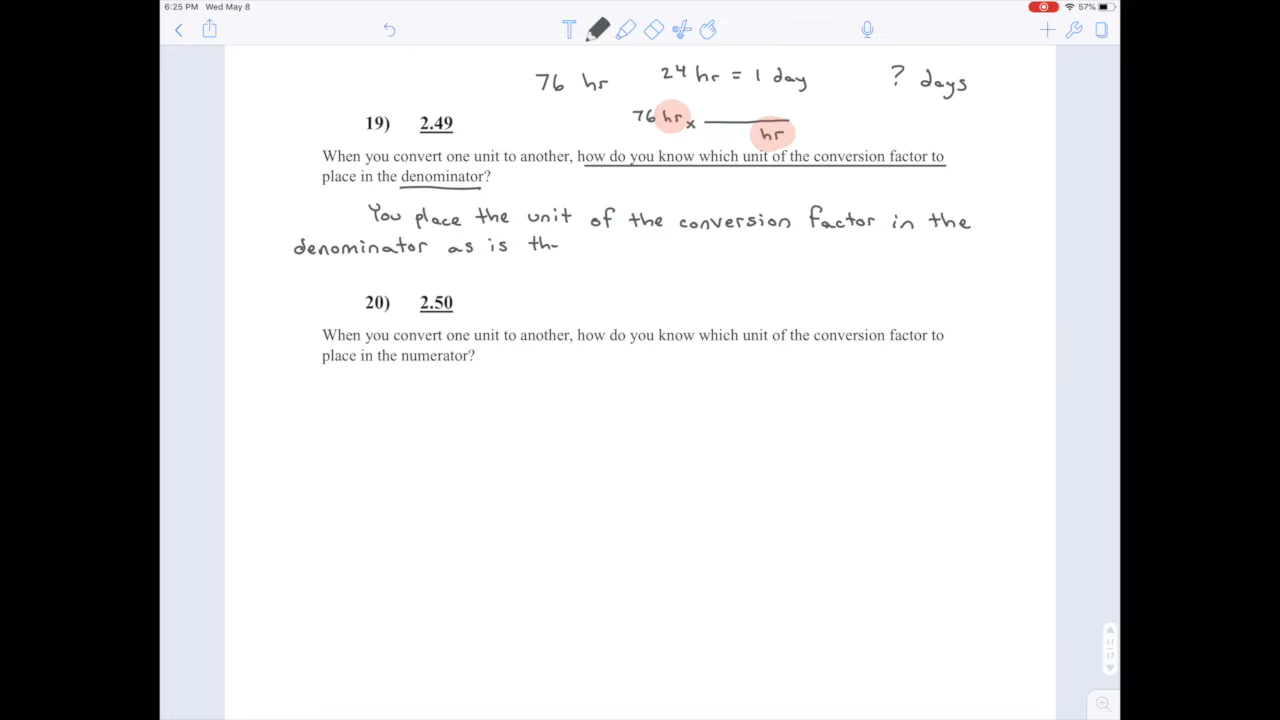 6:25 PM Wed May 8
57%
76 hr 24 hr = 1 day ? days
76 hr x hr
19) 2.49
When you convert one unit to another, how do you know which unit of the conversion factor to
place in the denominator?
You place the unit of the conversion factor in the
denominator as is th
20) 2.50
When you convert one unit to another, how do you know which unit of the conversion factor to
place in the numerator?
11
17